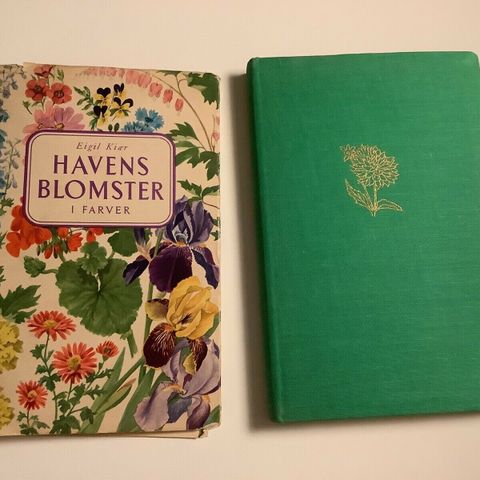 Eigil Kiær
HAVENS
BLOMSTER
I FARVER